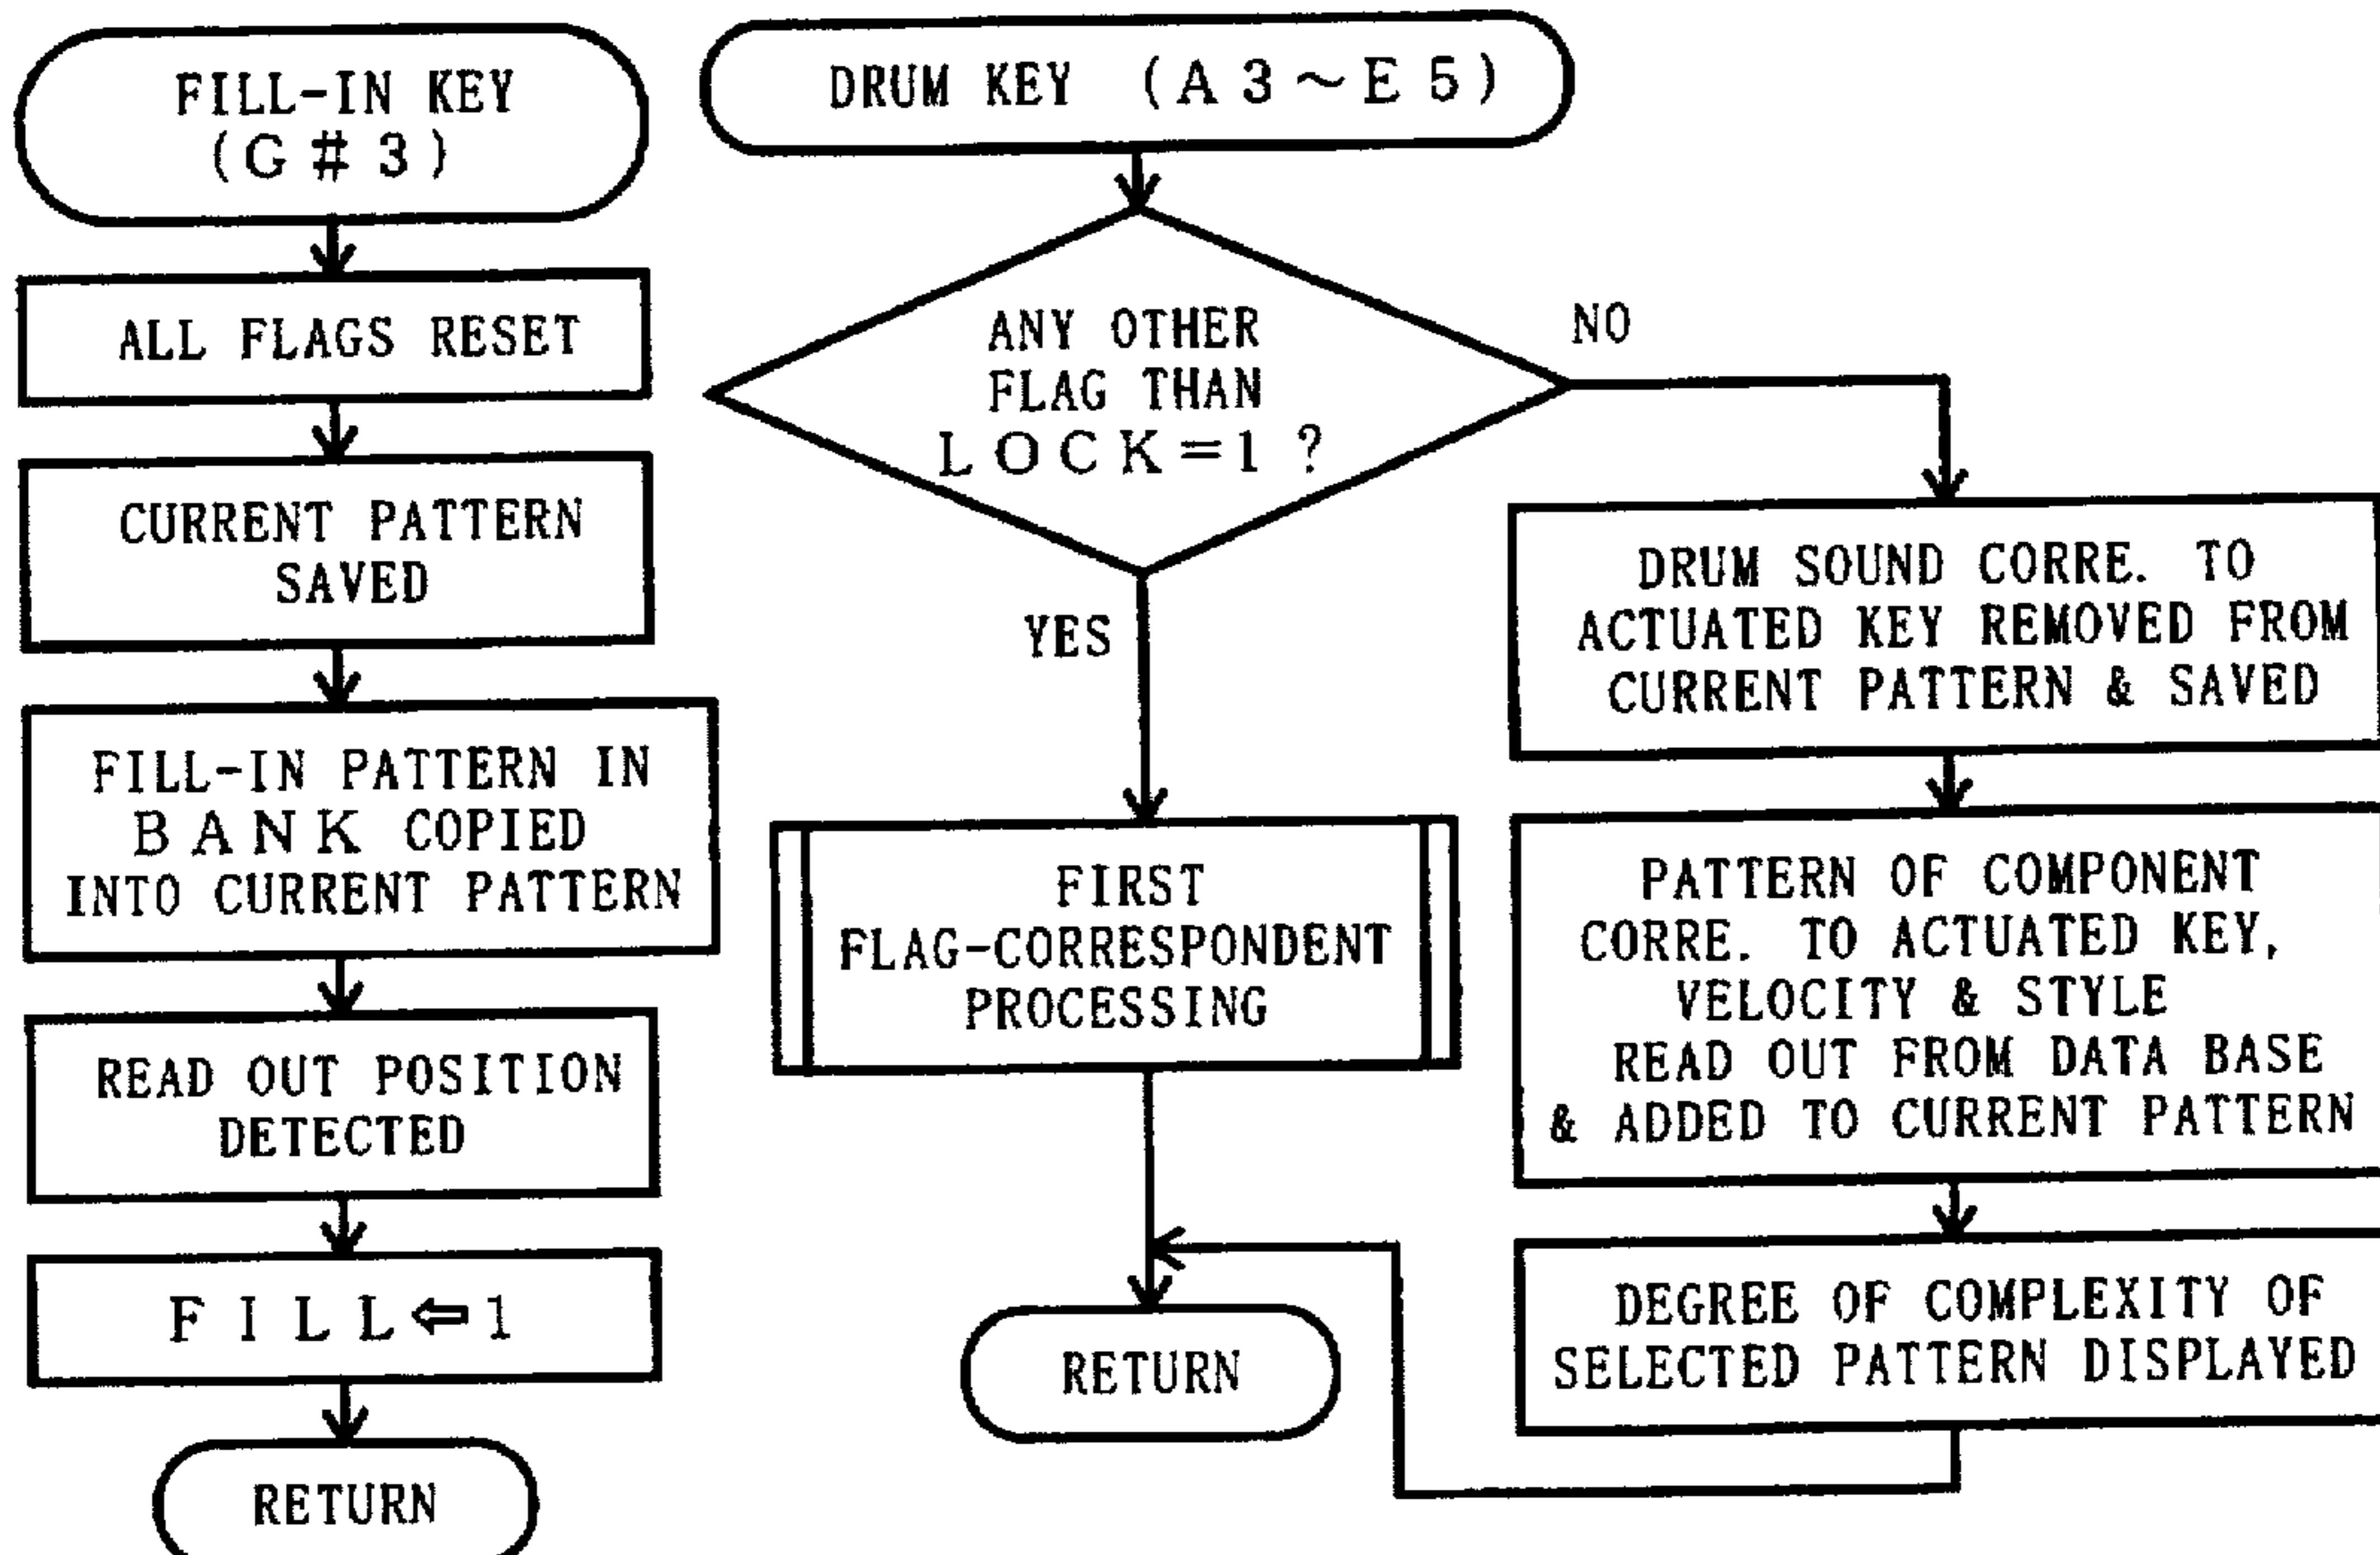 FILL-IN KEY
(G#3)
ALL FLAGS RESET
CURRENT PATTERN
SAVED
FILL-IN PATTERN IN
BANK COPIED
INTO CURRENT PATTERN
READ OUT POSITION
DETECTED
FILL⇐1
RETURN
DRUM KEY (A3~E5)
ANY OTHER
FLAG THAN
LOCK=1?
NO
YES
FIRST
FLAG-CORRESPONDENT
PROCESSING
RETURN
DRUM SOUND CORRE. TO
ACTUATED KEY REMOVED FROM
CURRENT PATTERN & SAVED
PATTERN OF COMPONENT
CORRE. TO ACTUATED KEY,
VELOCITY & STYLE
READ OUT FROM DATA BASE
& ADDED TO CURRENT PATTERN
DEGREE OF COMPLEXITY OF
SELECTED PATTERN DISPLAYED